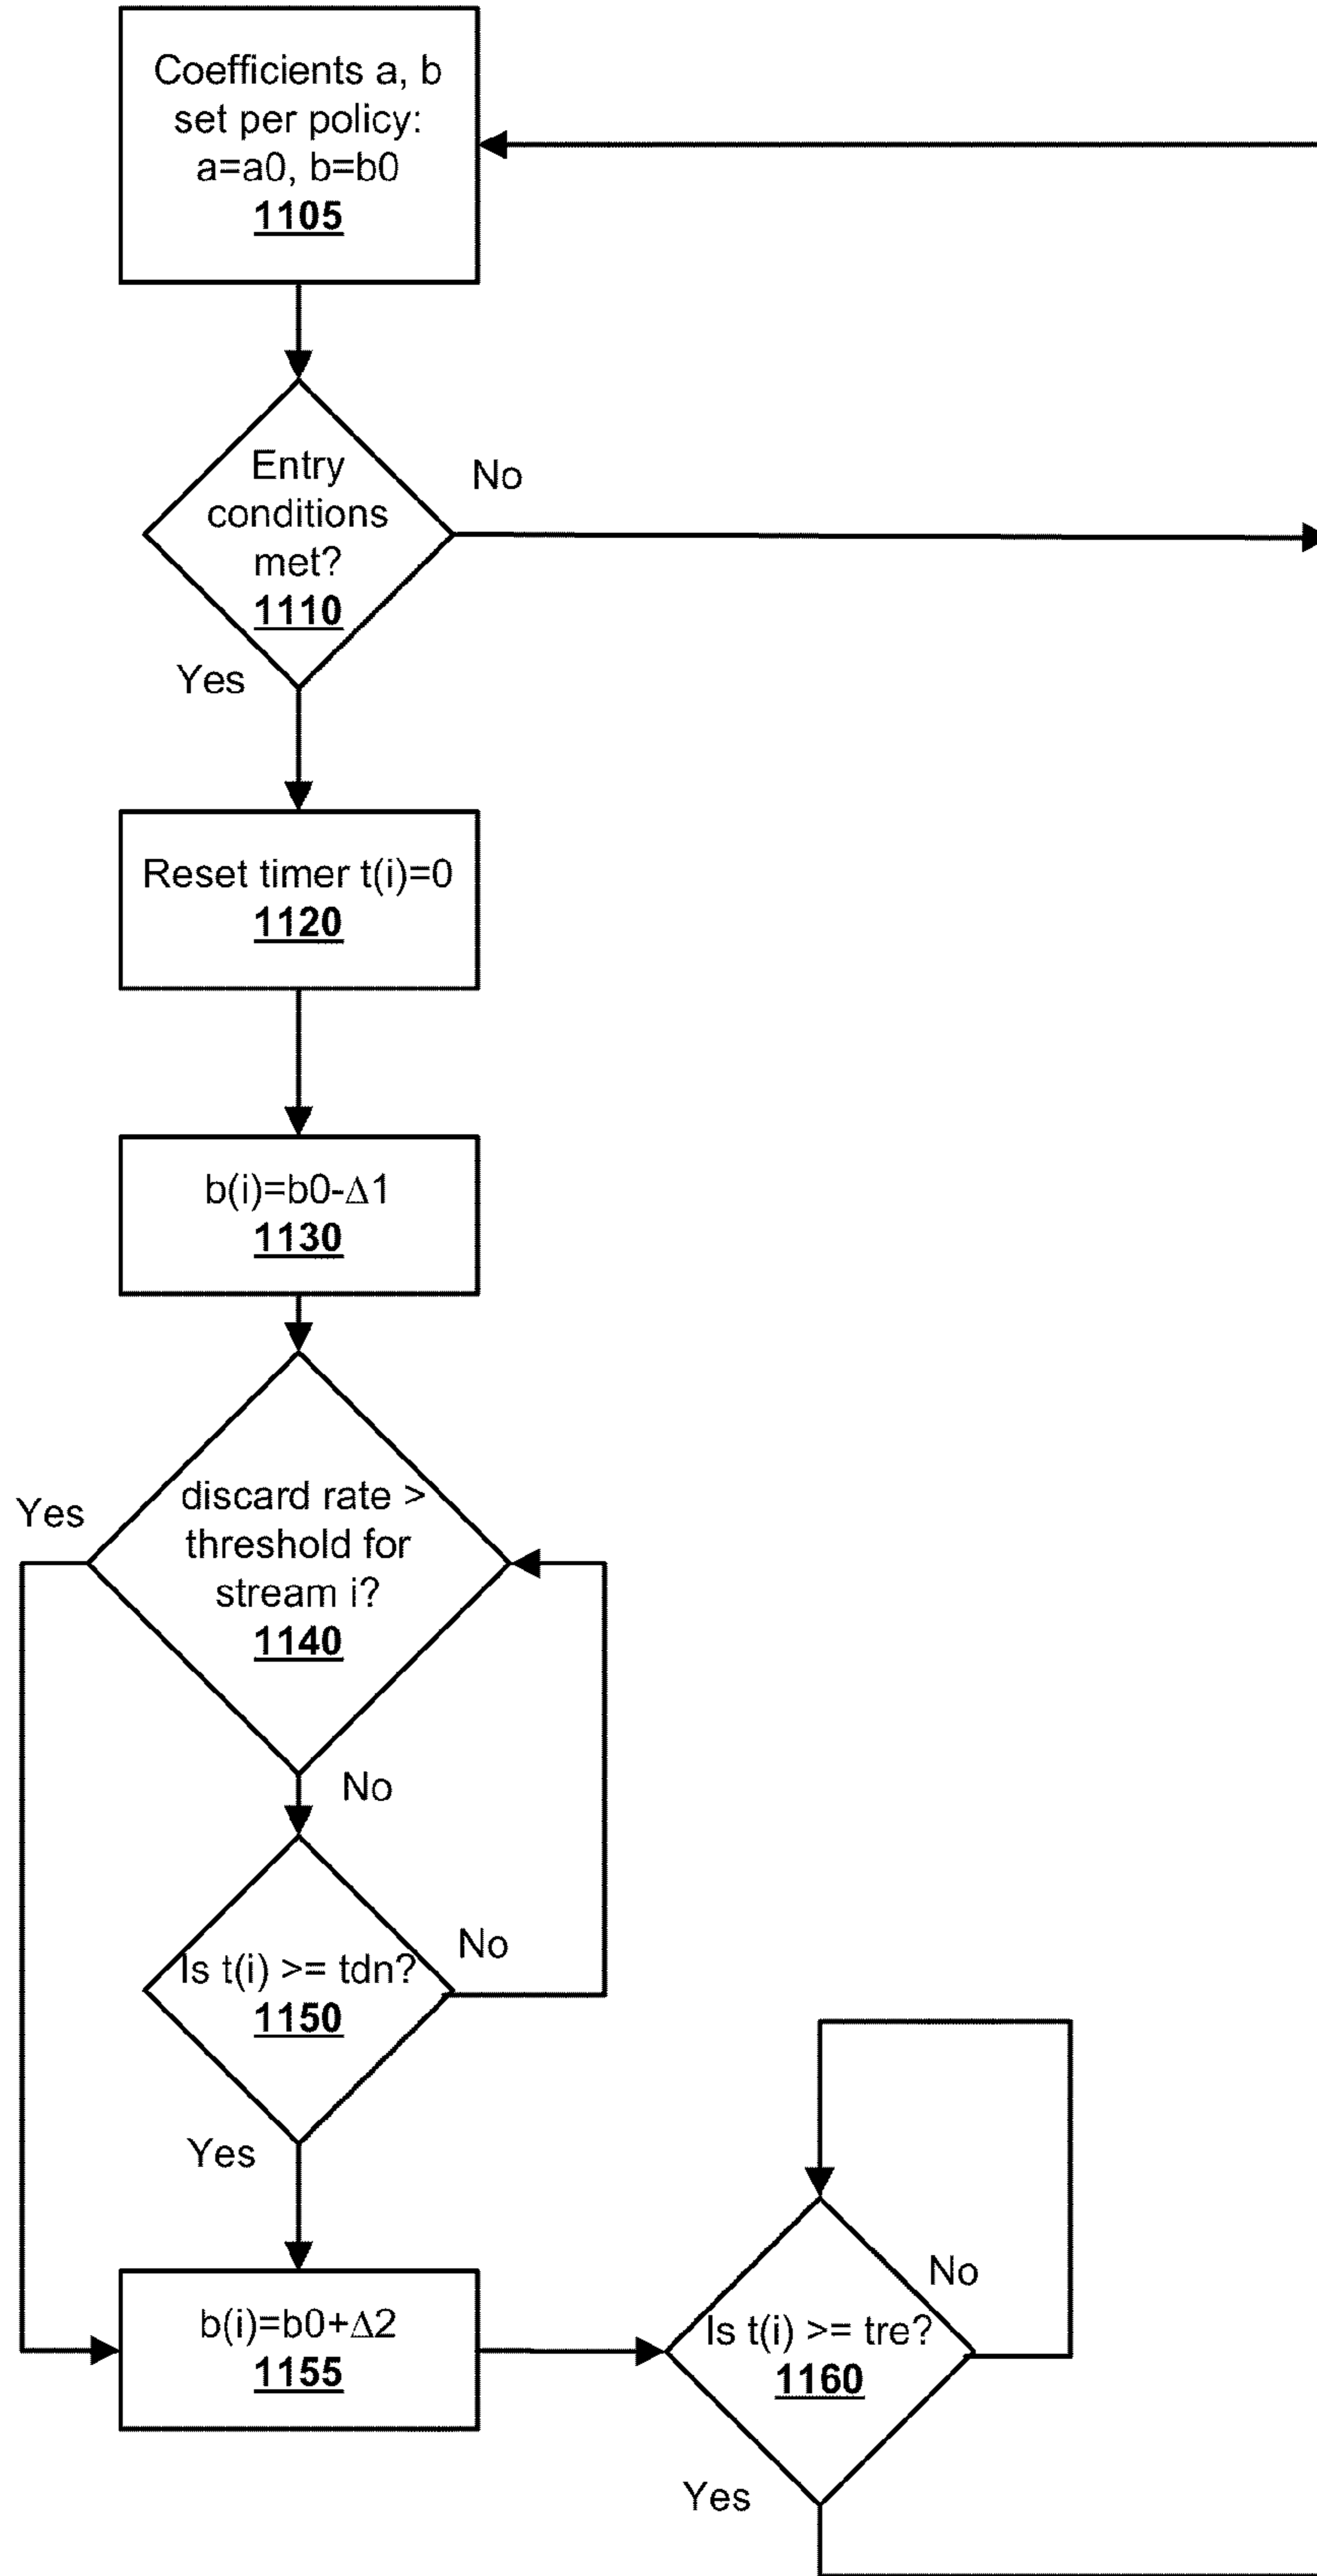 Coefficients a, b
set per policy:
a=a0, b=b0
1105
Entry
conditions
met?
1110
No
Yes
Reset timer t(i)=0
1120
b(i)=b0-Δ1
1130
discard rate >
threshold for
stream i?
1140
Yes
No
Is t(i) >= tdn?
1150
No
Yes
b(i)=b0+Δ2
1155
Is t(i) >= tre?
1160
No
Yes